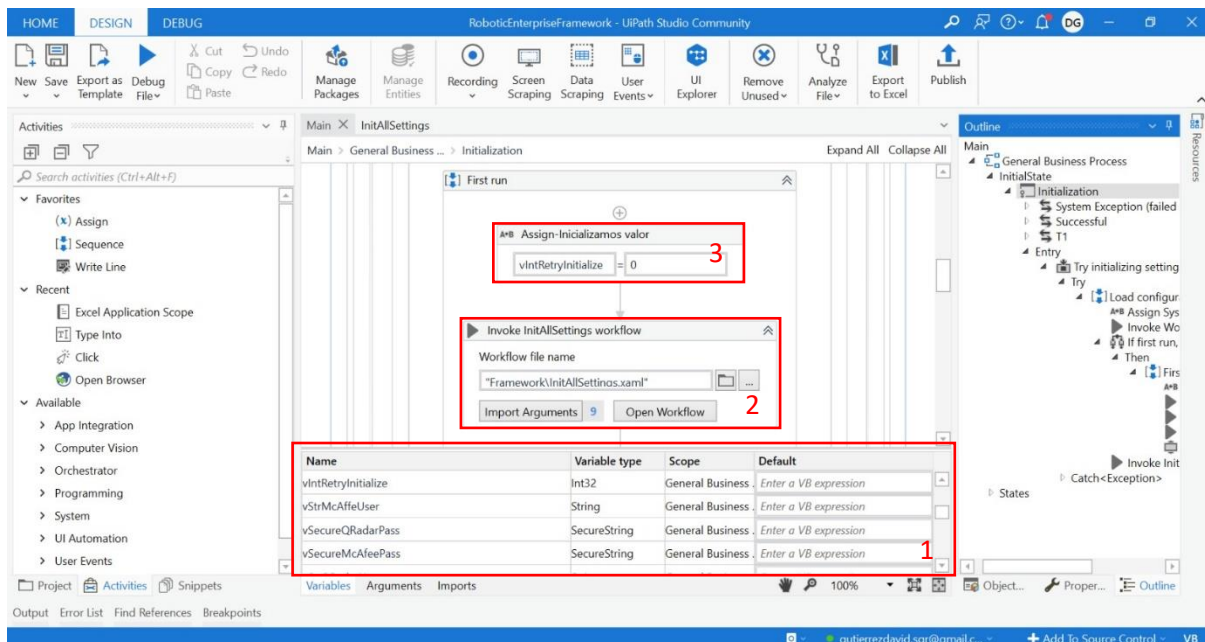 HOME DESIGN DEBUG RoboticEnterpriseFramework - UiPath Studio Community DG
New Save Export as Template Debug File Cut Copy Paste Undo Redo Manage Packages Manage Entities Recording Screen Scraping Data Scraping User Events UI Explorer Remove Unused Analyze File Export to Excel Publish
Activities
Search activities (Ctrl+Alt+F)
Favorites
(x) Assign
Sequence
Write Line
Recent
Excel Application Scope
Type Into
Click
Open Browser
Available
App Integration
Computer Vision
Orchestrator
Programming
System
UI Automation
User Events
Project Activities Snippets
Main InitAllSettings
Main > General Business ... > Initialization Expand All Collapse All
First run
A*B Assign-Inicializamos valor
vIntRetryInitialize = 0
3
Invoke InitAllSettings workflow
Workflow file name
"Framework\InitAllSettings.xaml" ...
Import Arguments 9 Open Workflow
2
Name Variable type Scope Default
vIntRetryInitialize Int32 General Business . Enter a VB expression
vStrMcAffeUser String General Business . Enter a VB expression
vSecureQRadarPass SecureString General Business . Enter a VB expression
vSecureMcAfeePass SecureString General Business . Enter a VB expression
1
Variables Arguments Imports 100%
Outline
Main
General Business Process
InitialState
Initialization
System Exception (failed
Successful
T1
Entry
Try initializing setting
Try
Load configur
A*B Assign Sys
Invoke Wo
If first run,
Then
Firs
A*B
Invoke Init
Catch<Exception>
States
Object... Proper... Outline
Resources
Output Error List Find References Breakpoints
gutierrezdavid.sgr@gmail.c... Add To Source Control VB